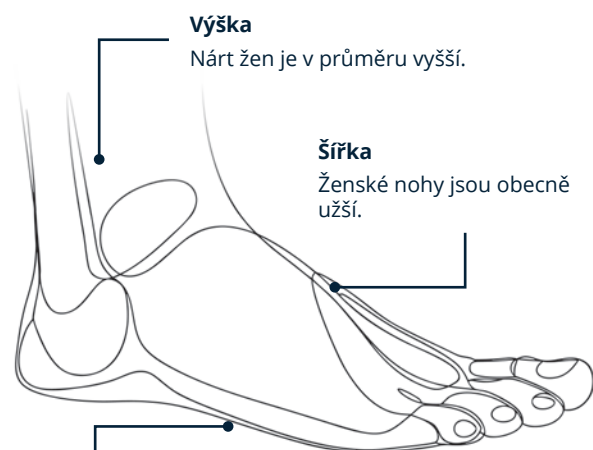 Výška
Nárt žen je v průměru vyšší.
Šířka
Ženské nohy jsou obecně
užší.